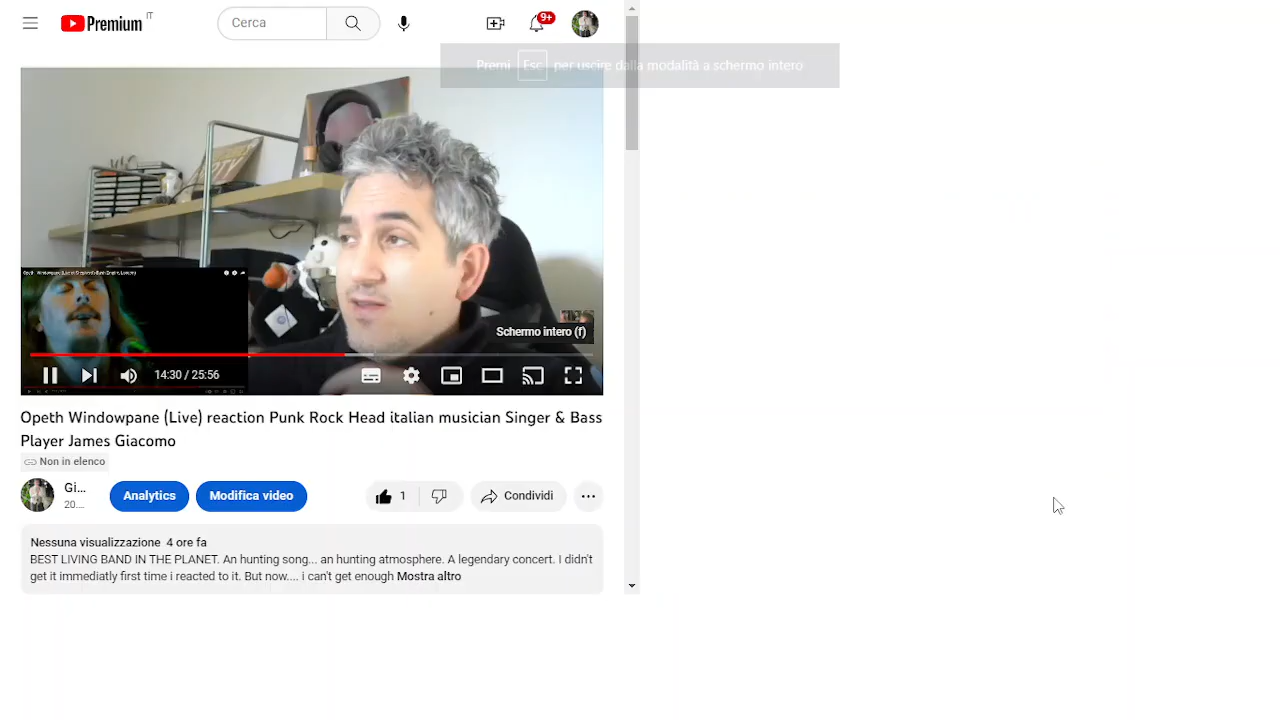 Premium IT
Cerca
9+
Premi Esc per uscire dalla modalità a schermo intero
Schermo intero (f)
14:30 / 25:56
Opeth Windowpane (Live) reaction Punk Rock Head italian musician Singer & Bass
Player James Giacomo
Non in elenco
Gi...
20....
Analytics
Modifica video
1
Condividi
Nessuna visualizzazione 4 ore fa
BEST LIVING BAND IN THE PLANET. An hunting song... an hunting atmosphere. A legendary concert. I didn't
get it immediatly first time i reacted to it. But now.... i can't get enough Mostra altro